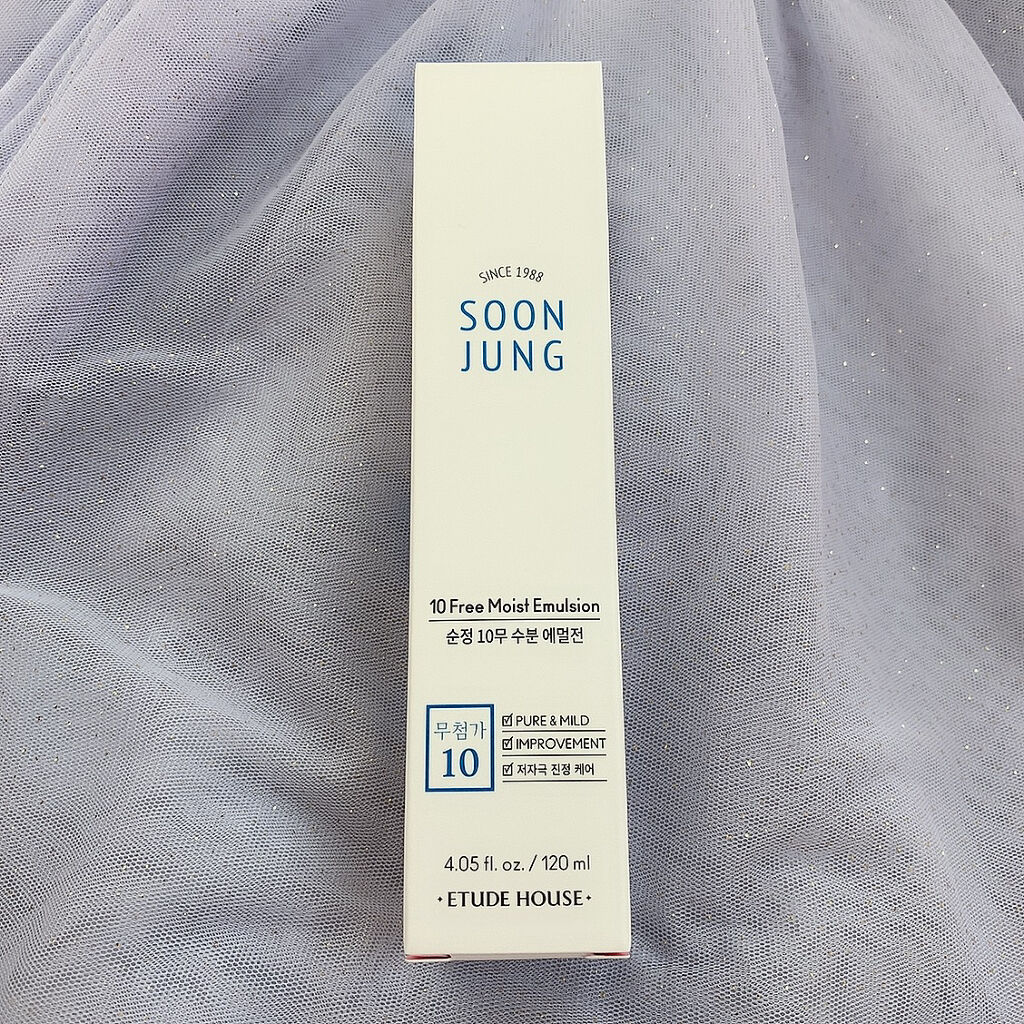 SINCE 1988
SOON
JUNG
10 Free Moist Emulsion
순정 10무 수분 에멀전
무첨가
10
PURE & MILD
IMPROVEMENT
저자극 진정 케어
4.05 fl. oz. / 120 ml
ETUDE HOUSE